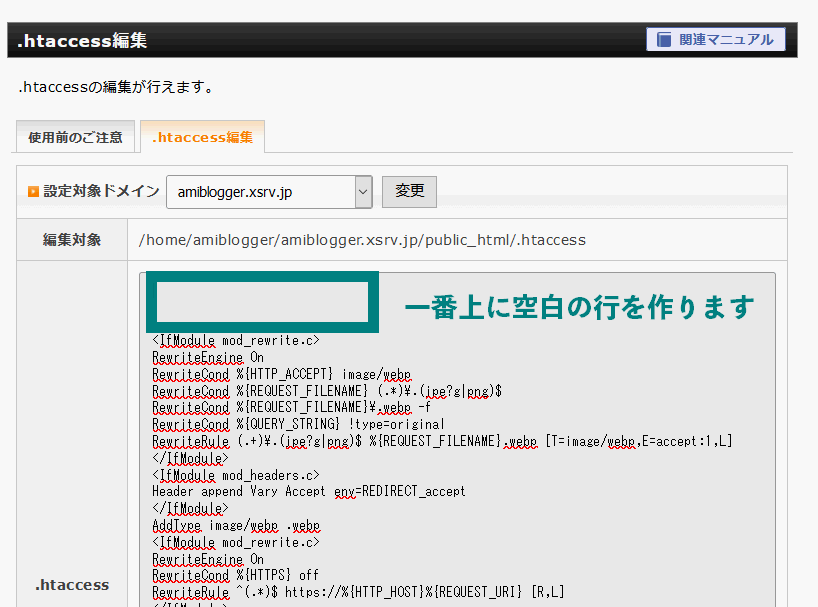 .htaccess編集
関連マニュアル
.htaccessの編集が行えます。
使用前のご注意
.htaccess編集
設定対象ドメイン
amiblogger.xsrv.jp
変更
編集対象
/home/amiblogger/amiblogger.xsrv.jp/public_html/.htaccess
一番上に空白の行を作ります
<IfModule mod_rewrite.c>
RewriteEngine On
RewriteCond %{HTTP_ACCEPT} image/webp
RewriteCond %{REQUEST_FILENAME} (.*)¥.(jpe?g|png)$
RewriteCond %{REQUEST_FILENAME}¥.webp -f
RewriteCond %{QUERY_STRING} !type=original
RewriteRule (.+)¥.(jpe?g|png)$ %{REQUEST_FILENAME}.webp [T=image/webp,E=accept:1,L]
</IfModule>
<IfModule mod_headers.c>
Header append Vary Accept env=REDIRECT_accept
</IfModule>
AddType image/webp .webp
<IfModule mod_rewrite.c>
RewriteEngine On
RewriteCond %{HTTPS} off
.htaccess
RewriteRule ^(.*)$ https://%{HTTP_HOST}%{REQUEST_URI} [R,L]
</IfModule>